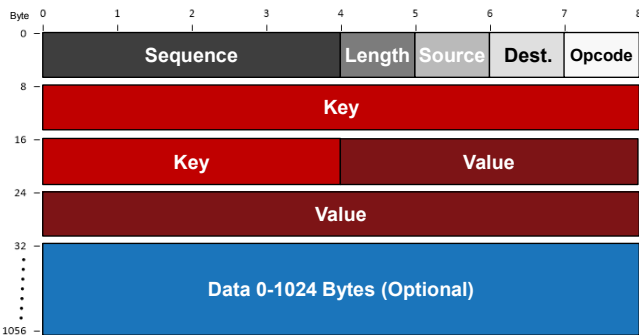 Byte 0 1 2 3 4 5 6 7 8
0 Sequence Length Source Dest. Opcode
8 Key
16 Key Value
24 Value
32
Data 0-1024 Bytes (Optional)
1056